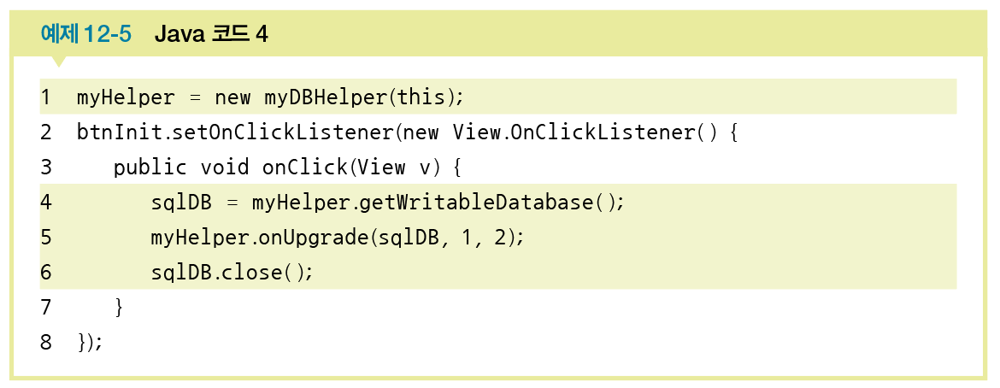 예제 12-5 Java 코드 4
1 myHelper = new myDBHelper(this);
2 btnInit.setOnClickListener(new View.OnClickListener() {
3 public void onClick(View v) {
4 sqlDB = myHelper.getWritableDatabase();
5 myHelper.onUpgrade(sqlDB, 1, 2);
6 sqlDB.close();
7 }
8 });